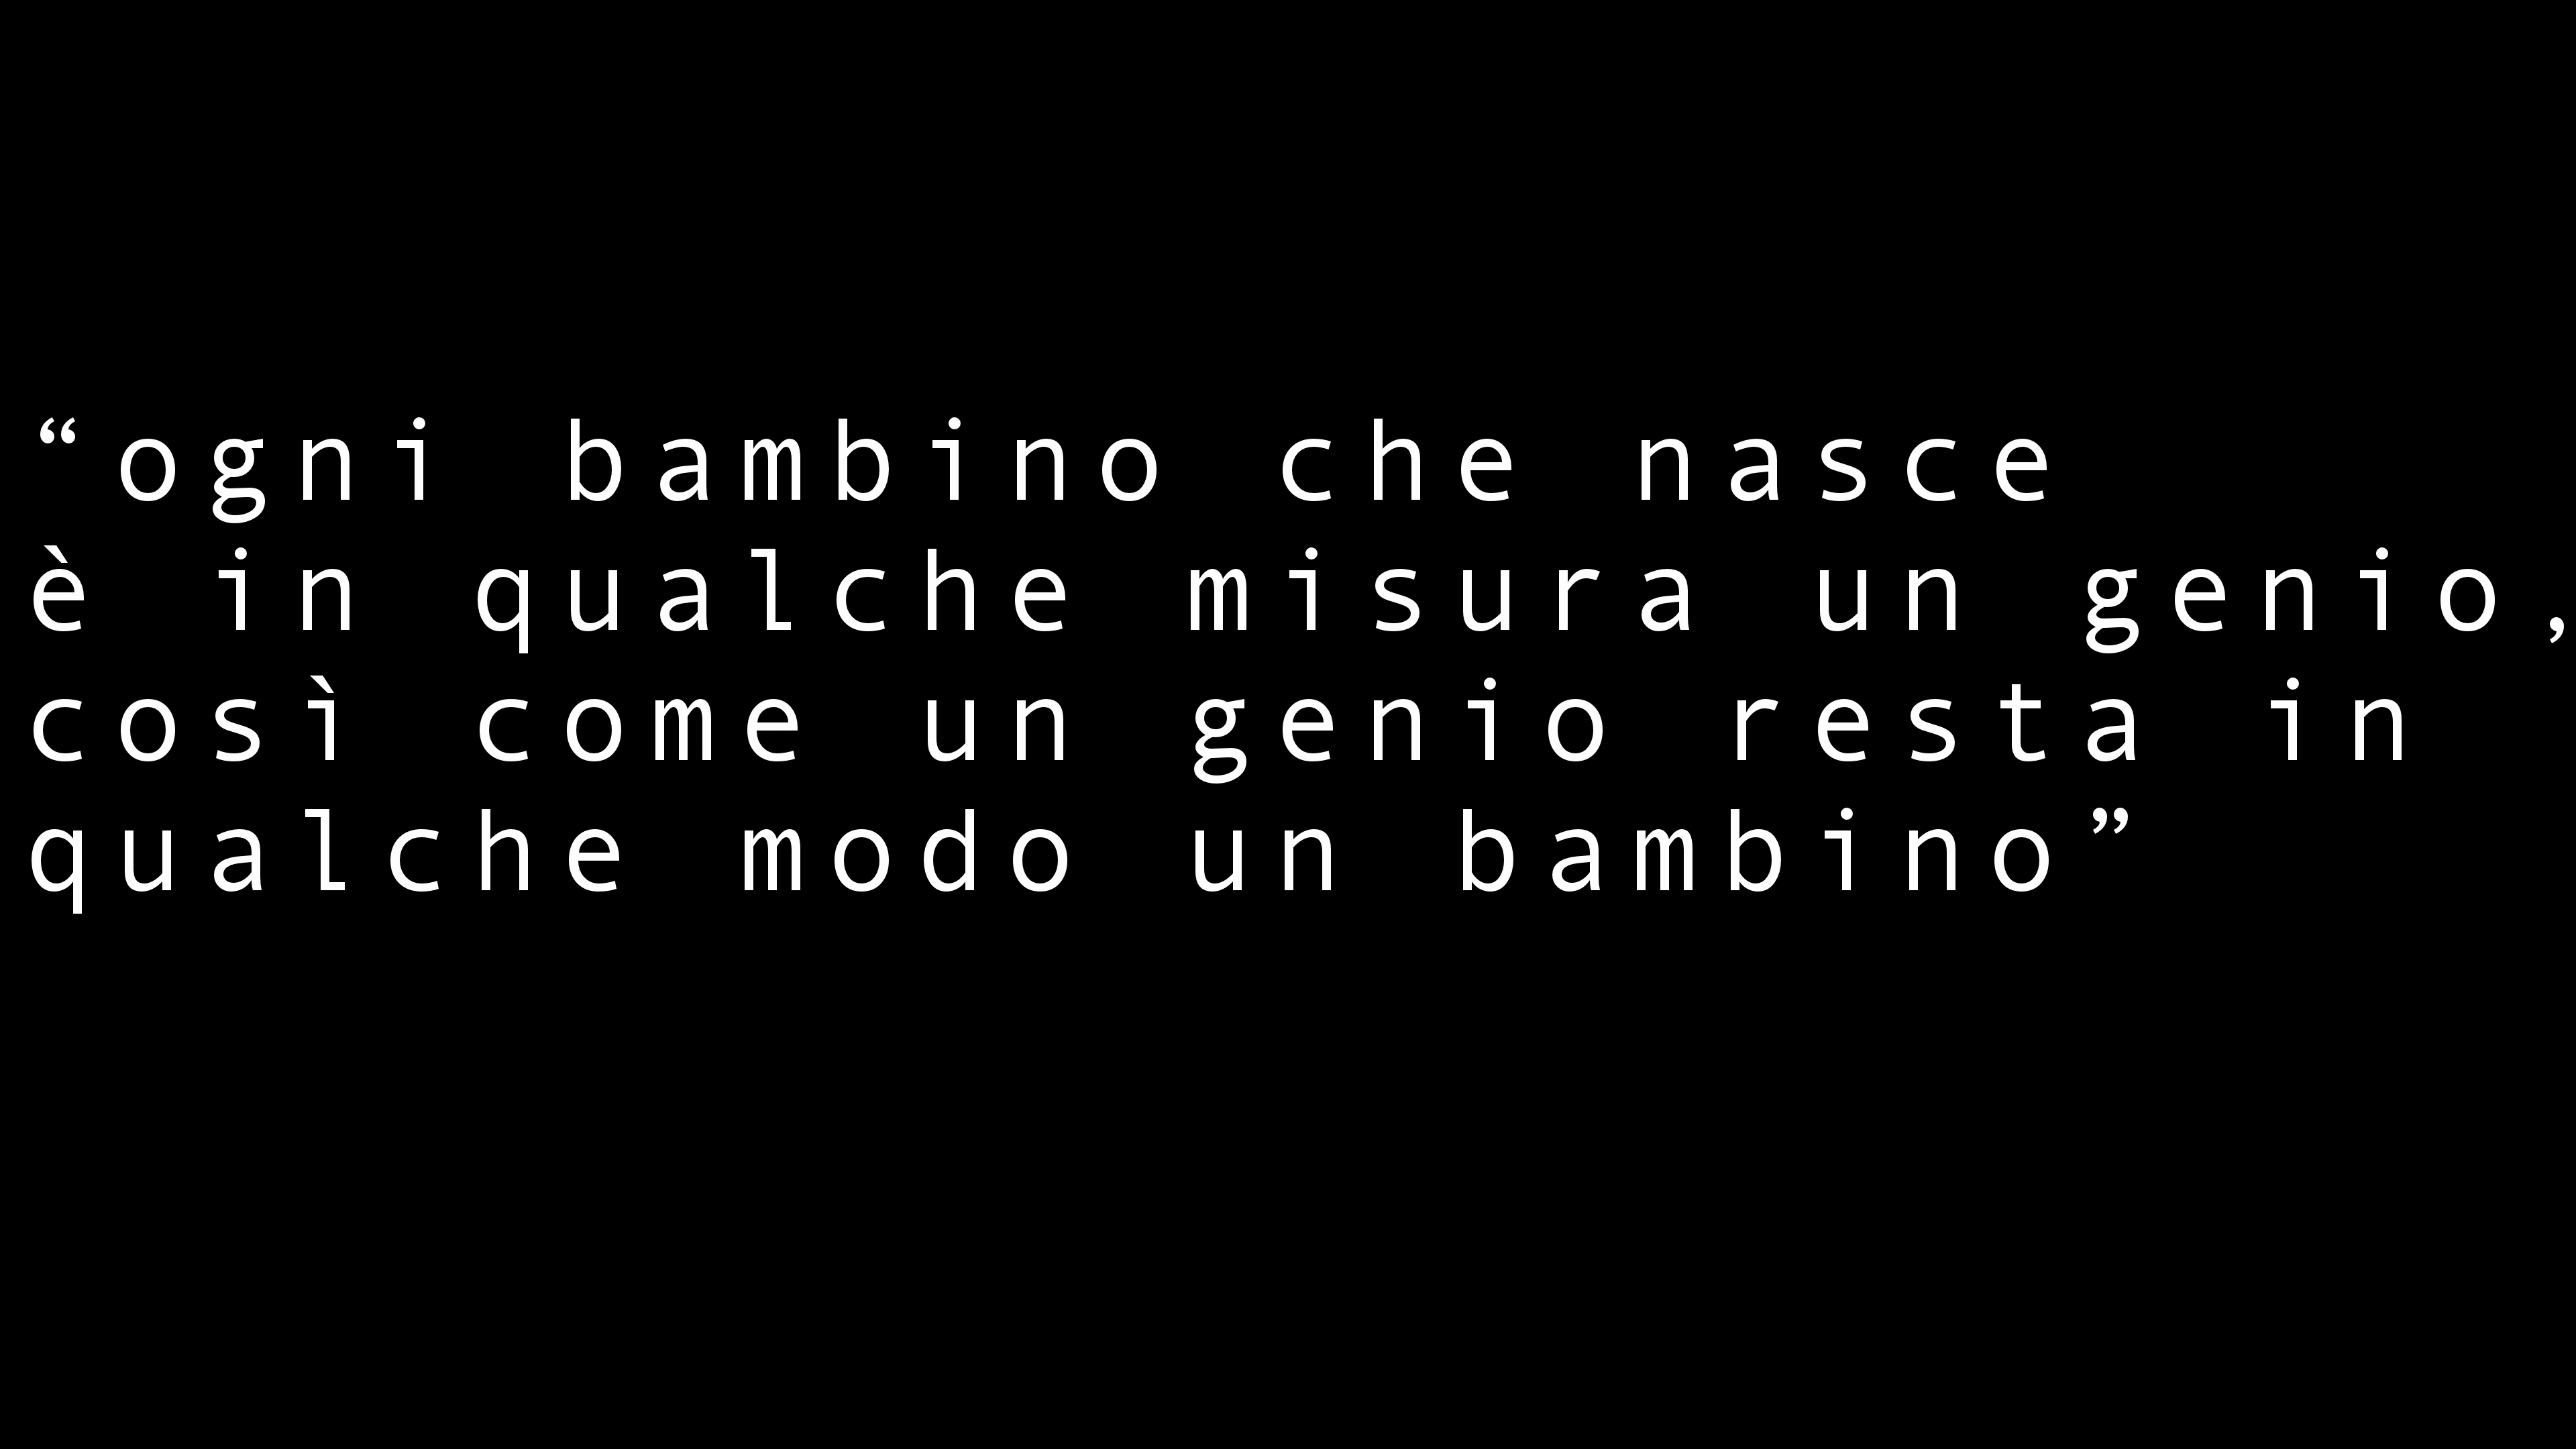 “ogni bambino che nasce
è in qualche misura un genio,
così come un genio resta in
qualche modo un bambino”